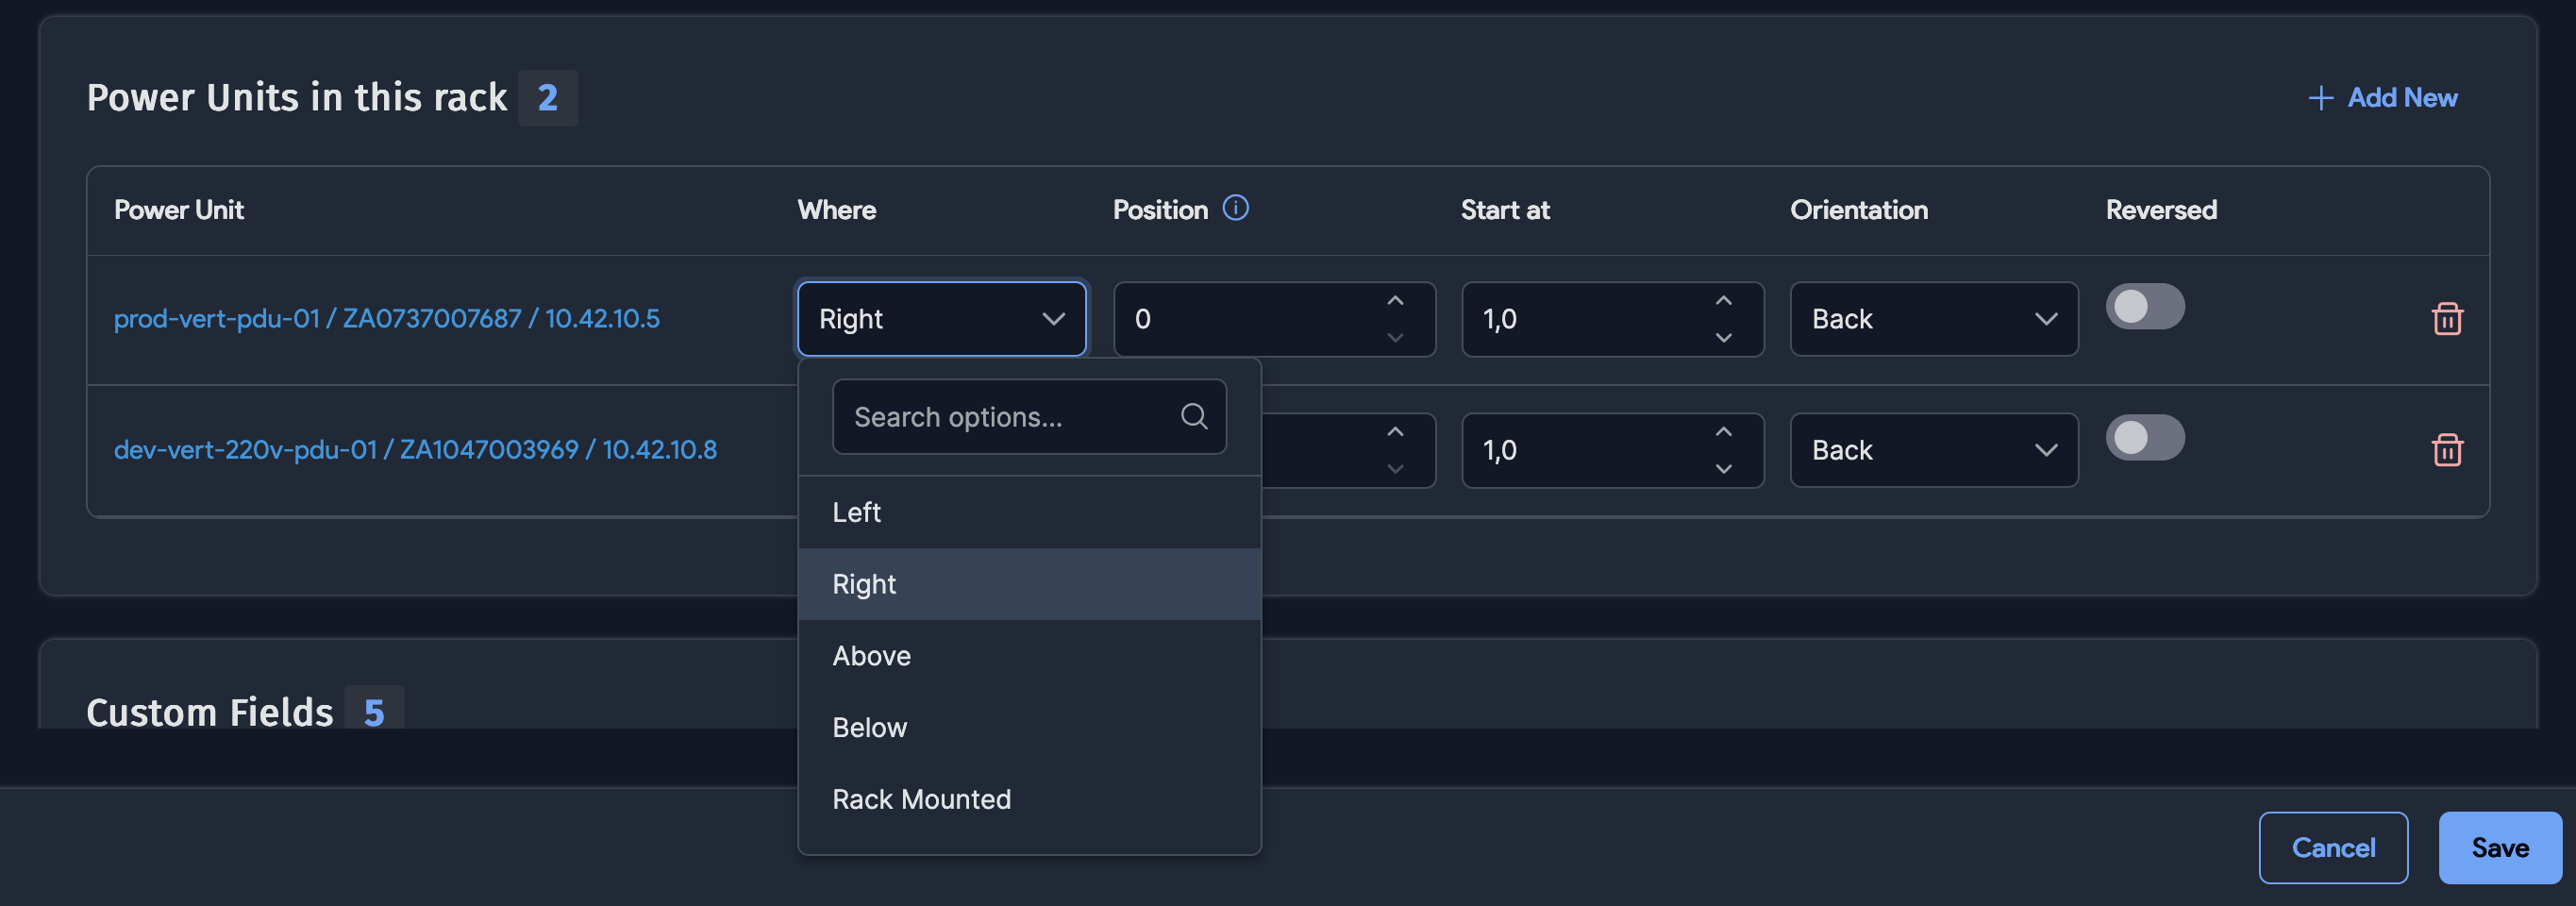 Power Units in this rack 2
+ Add New
Power Unit Where Position Start at Orientation Reversed
prod-vert-pdu-01 / ZA0737007687 / 10.42.10.5 Right 0 1,0 Back
Search options...
dev-vert-220v-pdu-01 / ZA1047003969 / 10.42.10.8 1,0 Back
Left
Right
Above
Below
Rack Mounted
Custom Fields 5
Cancel Save